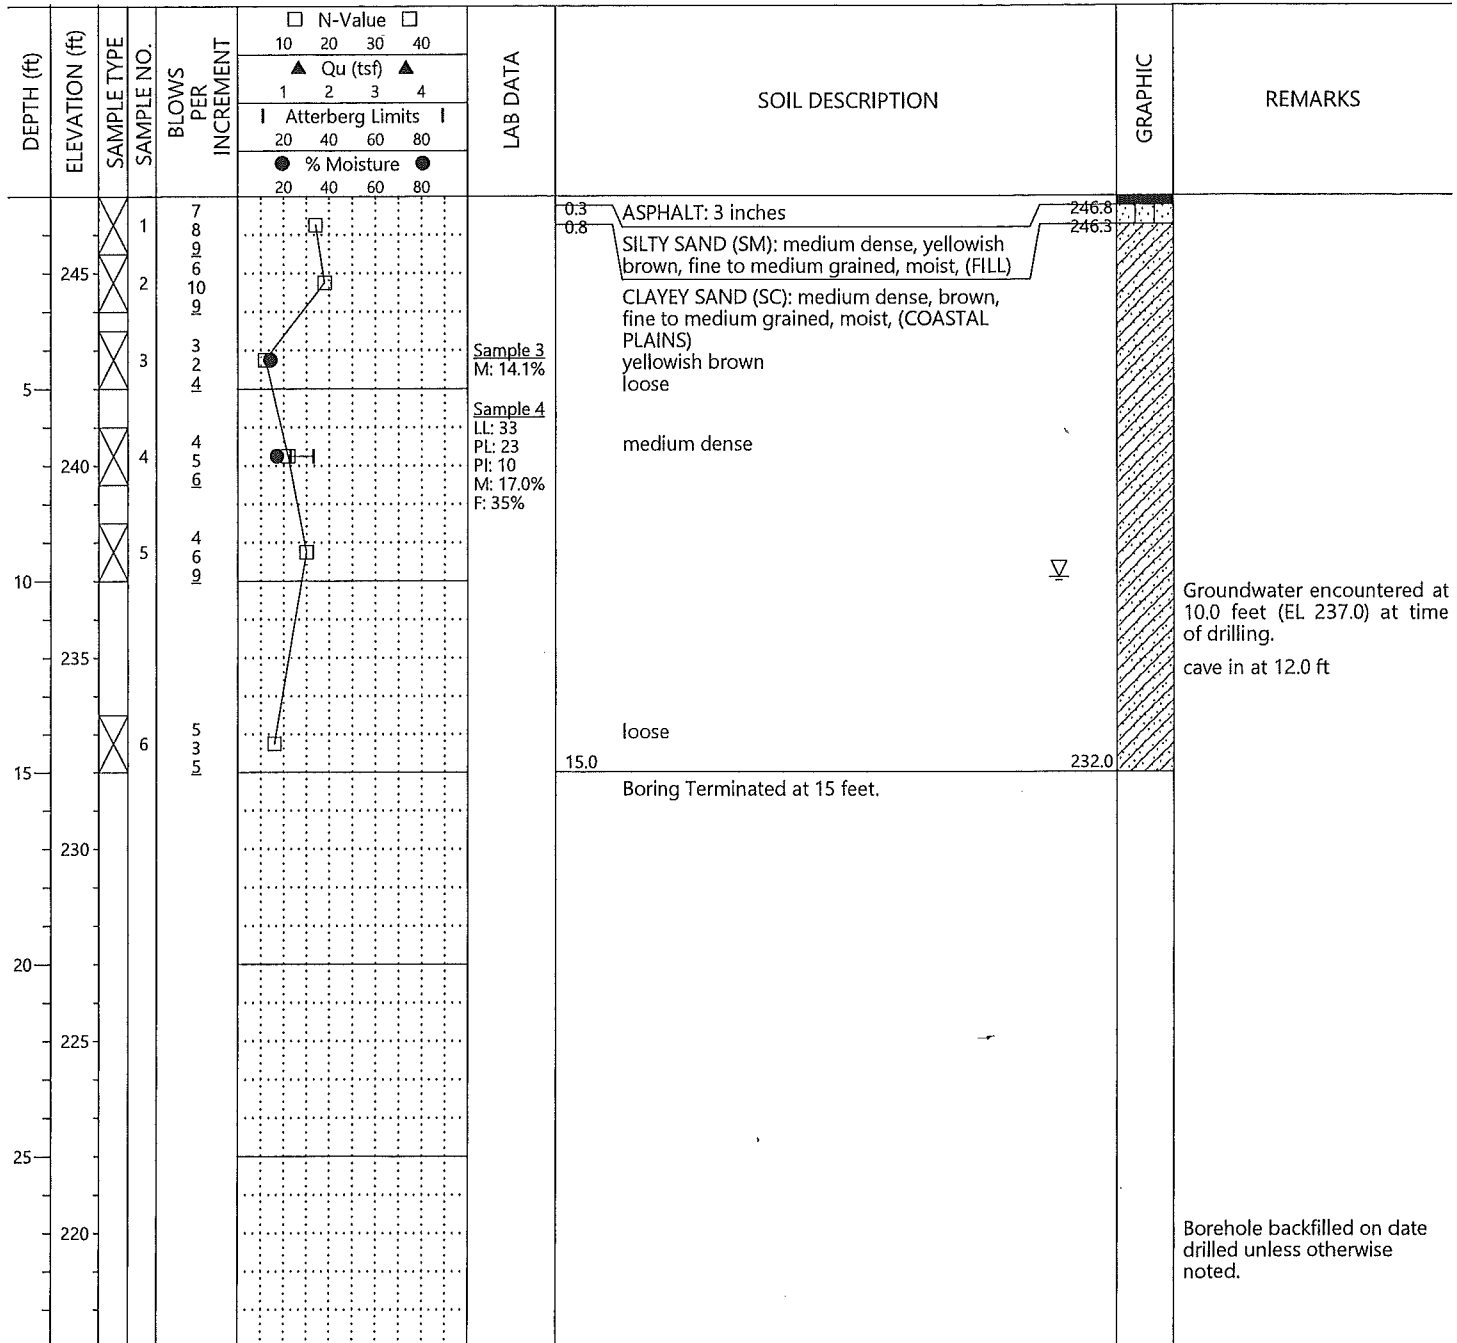 DEPTH (ft)
ELEVATION (ft)
SAMPLE TYPE
SAMPLE NO.
BLOWS
PER
INCREMENT
N-Value
10 20 30 40
Qu (tsf)
1 2 3 4
Atterberg Limits
20 40 60 80
% Moisture
20 40 60 80
LAB DATA
SOIL DESCRIPTION
GRAPHIC
REMARKS
1
7
8
9
0.3 ASPHALT: 3 inches 246.8
0.8 246.3
SILTY SAND (SM): medium dense, yellowish
brown, fine to medium grained, moist, (FILL)
245
2
6
10
9
CLAYEY SAND (SC): medium dense, brown,
fine to medium grained, moist, (COASTAL
PLAINS)
yellowish brown
loose
3
3
2
4
Sample 3
M: 14.1%
5
Sample 4
LL: 33
PL: 23
PI: 10
M: 17.0%
F: 35%
240
4
4
5
6
medium dense
5
4
6
9
10
Groundwater encountered at
10.0 feet (EL 237.0) at time
of drilling.
cave in at 12.0 ft
235
6
5
3
5
loose
15
15.0 232.0
Boring Terminated at 15 feet.
230
20
225
25
220
Borehole backfilled on date
drilled unless otherwise
noted.